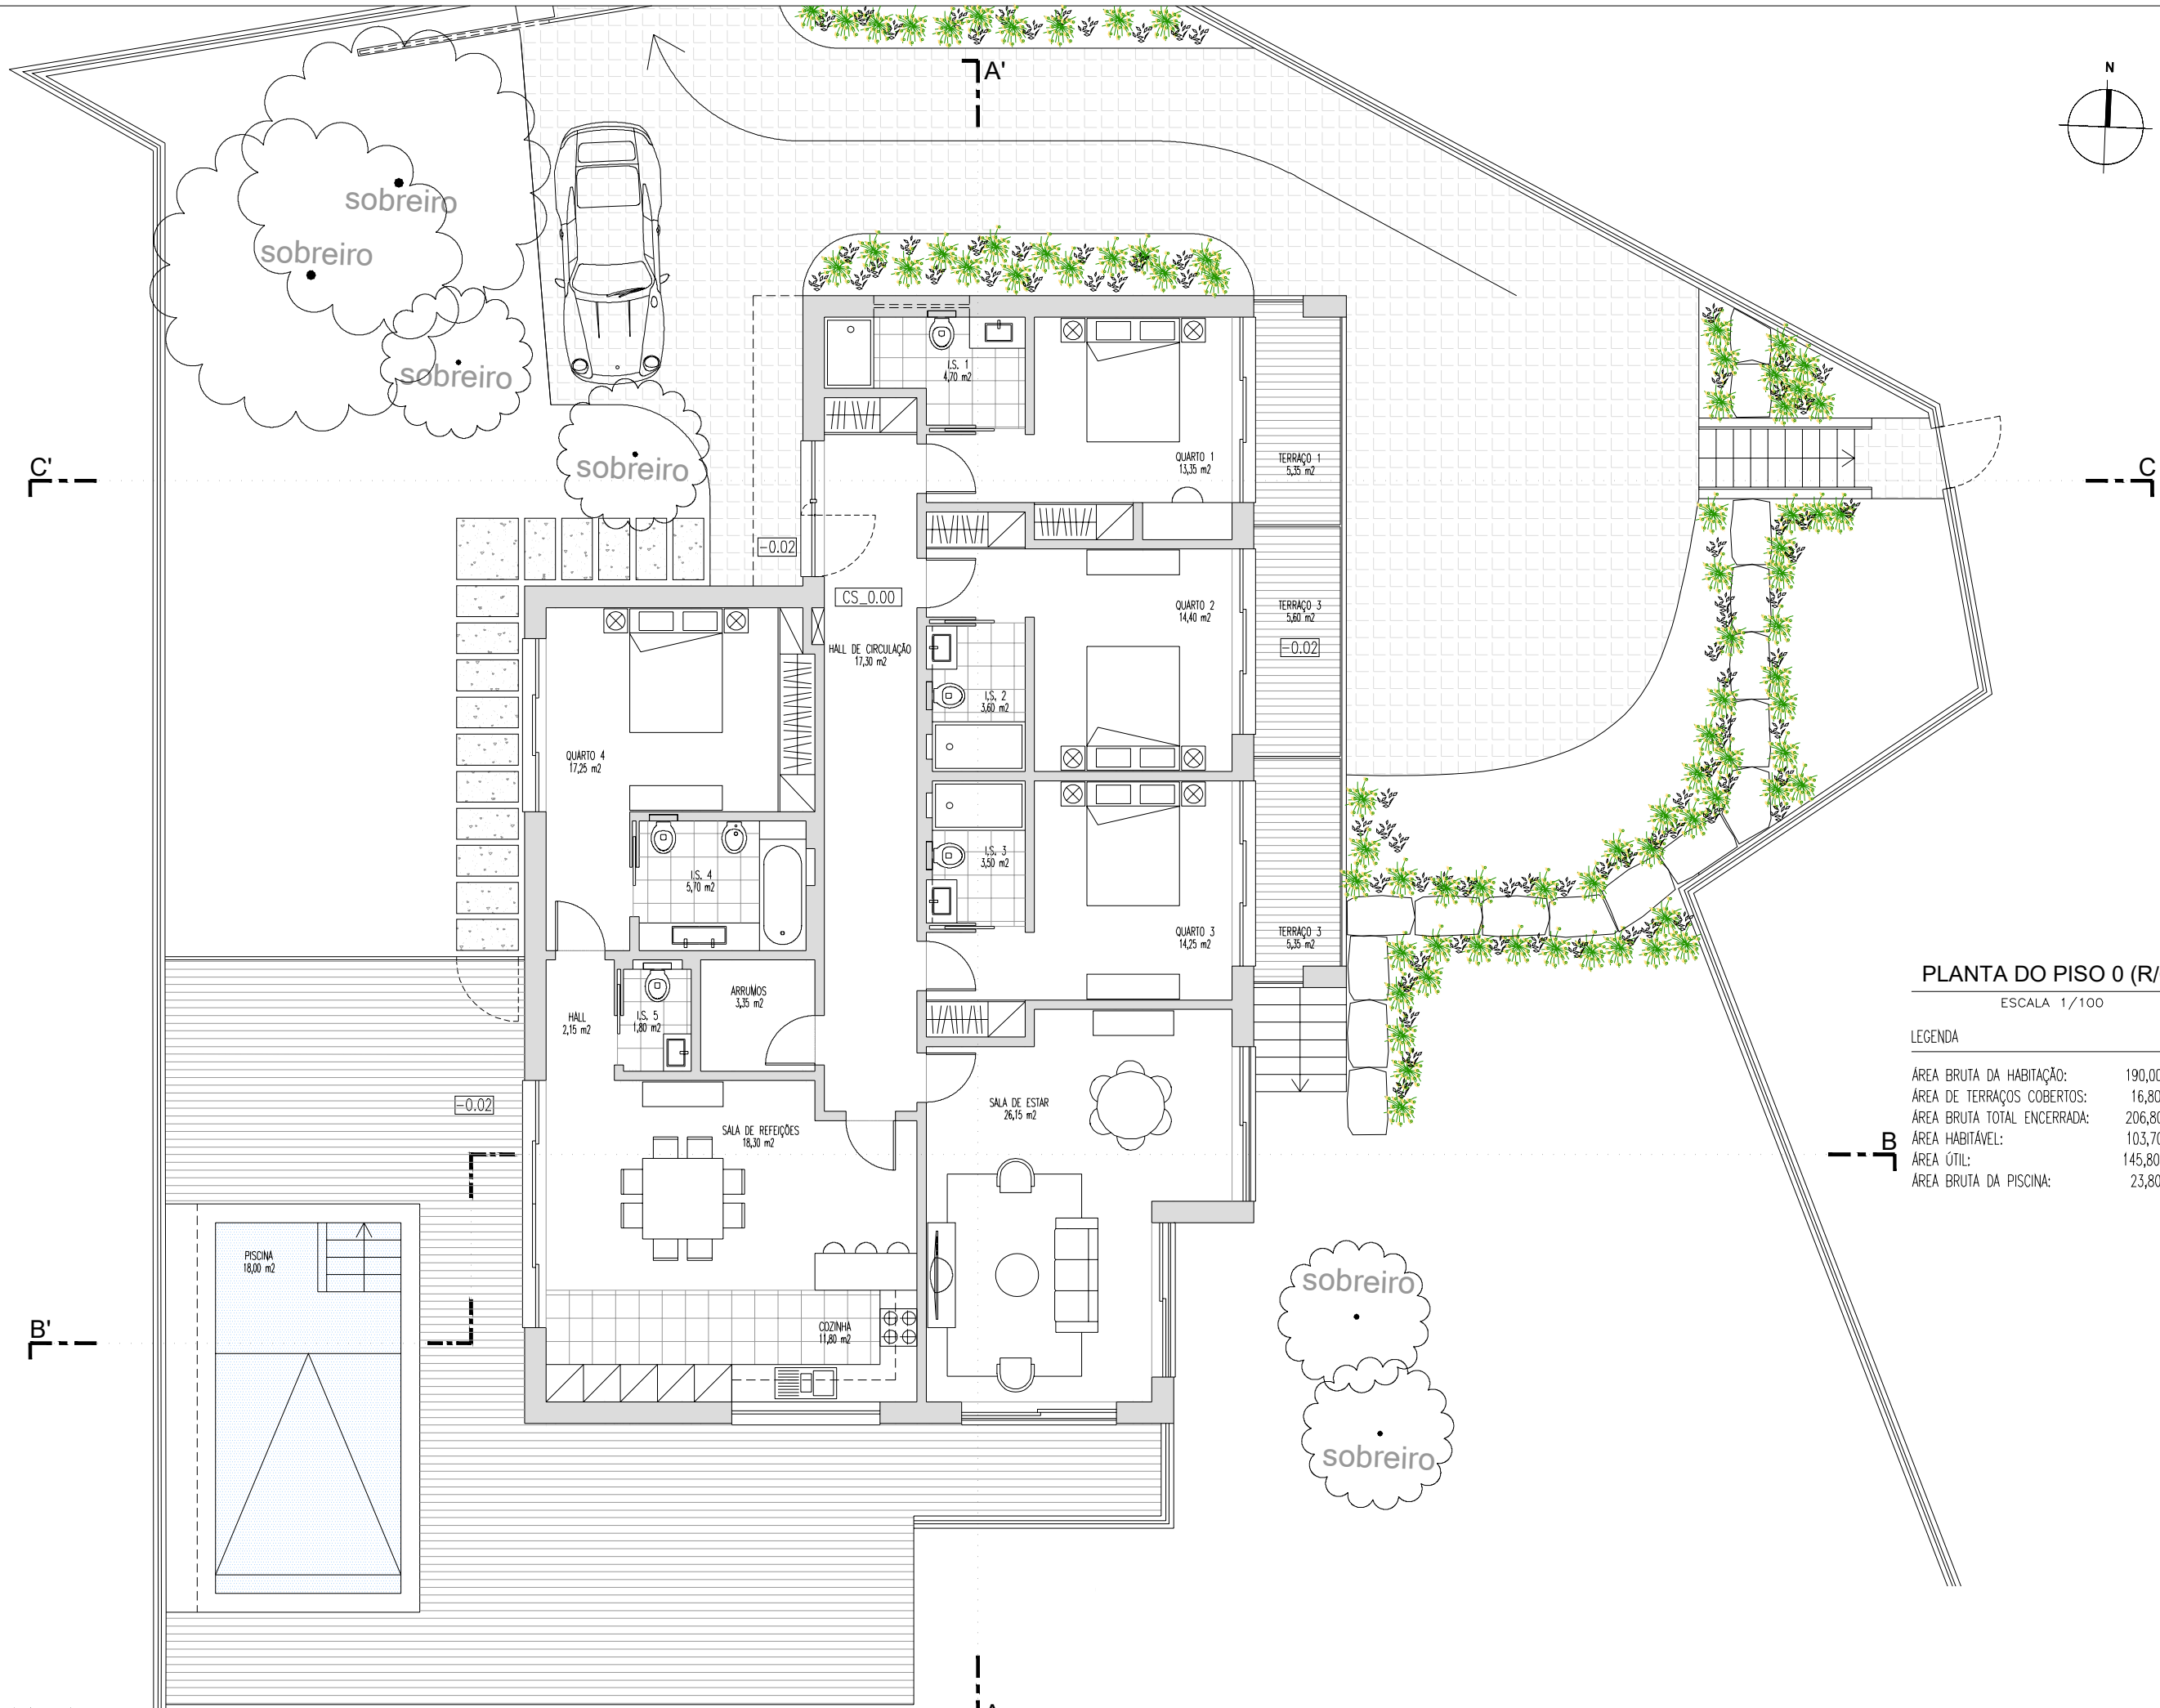 A'
N
sobreiro
sobreiro
sobreiro
sobreiro
I.S. 1
4,70 m2
QUARTO 1
13,35 m2
TERRAÇO 1
5,35 m2
C'
C
-0.02
CS_0.00
QUARTO 2
14,40 m2
TERRAÇO 3
5,60 m2
-0.02
HALL DE CIRCULAÇÃO
17,30 m2
I.S. 2
3,60 m2
QUARTO 4
17,25 m2
I.S. 3
3,50 m2
I.S. 4
5,70 m2
QUARTO 3
14,25 m2
TERRAÇO 3
5,35 m2
ARRUMOS
3,35 m2
HALL
2,15 m2
I.S. 5
1,80 m2
-0.02
SALA DE ESTAR
26,15 m2
SALA DE REFEIÇÕES
18,30 m2
PLANTA DO PISO 0 (R/
ESCALA 1/100
LEGENDA
ÁREA BRUTA DA HABITAÇÃO: 190,00
ÁREA DE TERRAÇOS COBERTOS: 16,80
ÁREA BRUTA TOTAL ENCERRADA: 206,80
ÁREA HABITÁVEL: 103,70
ÁREA ÚTIL: 145,80
ÁREA BRUTA DA PISCINA: 23,80
B
PISCINA
18,00 m2
sobreiro
B'
COZINHA
11,80 m2
sobreiro